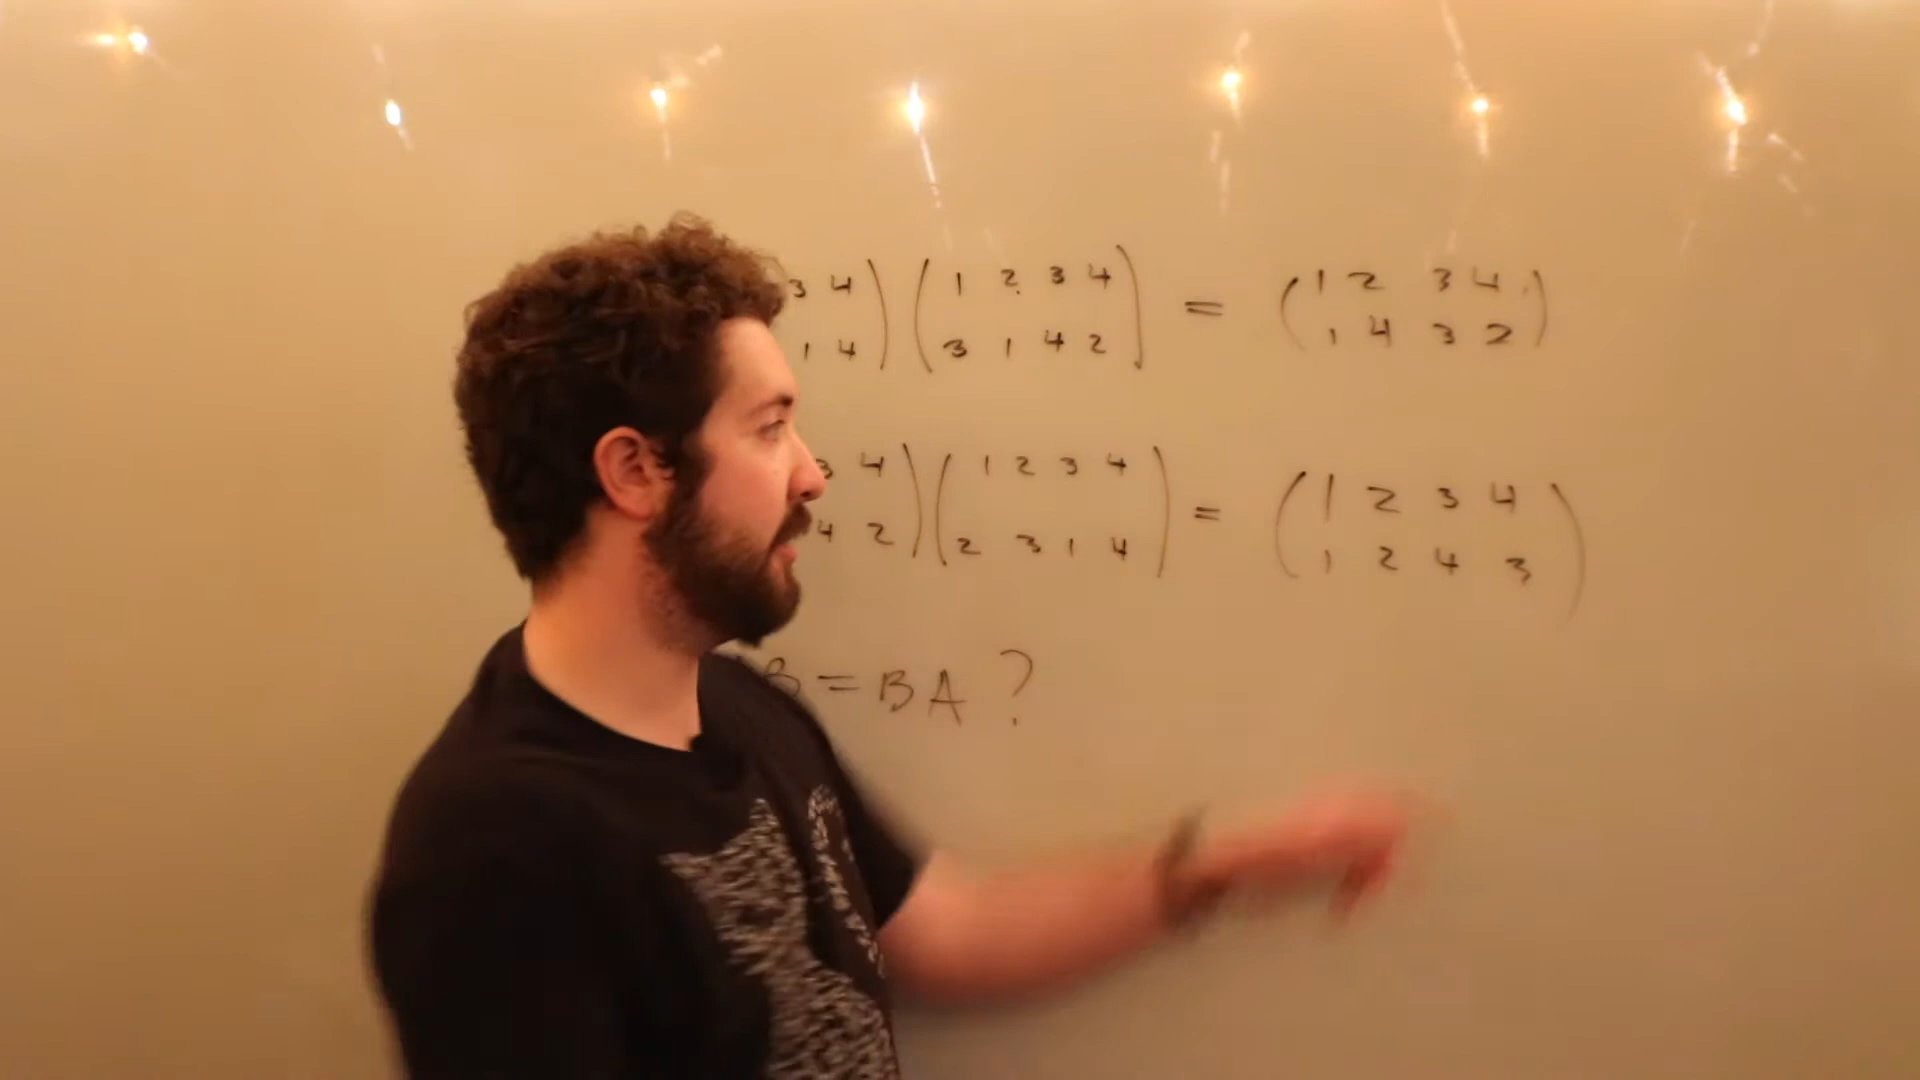 3 4 ) ( 1 2 3 4 ) = ( 1 2 3 4 )
1 4 3 1 4 2 1 4 3 2
3 4 ) ( 1 2 3 4 ) = ( 1 2 3 4 )
4 2 2 3 1 4 1 2 4 3
B = BA ?